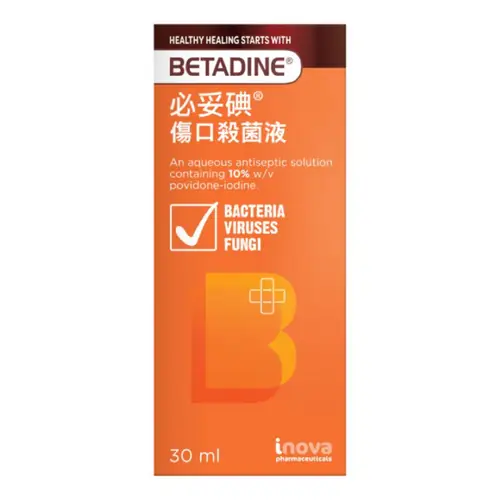 HEALTHY HEALING STARTS WITH
BETADINE®
必妥碘®
傷口殺菌液
An aqueous antiseptic solution
containing 10% w/v
povidone-iodine
BACTERIA
VIRUSES
FUNGI
B
30 ml
inova
pharmaceuticals